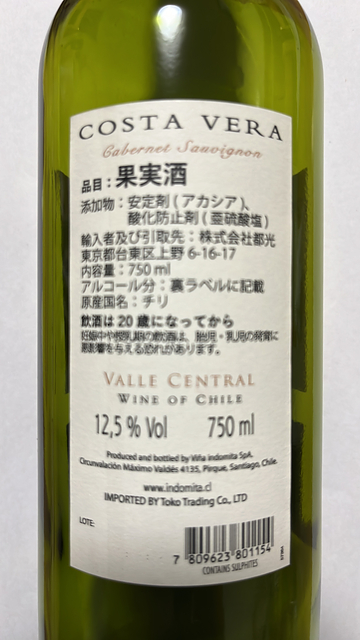 COSTA VERA
Cabernet Sauvignon
品目：果実酒
添加物：安定剤（アカシア）、
酸化防止剤（亜硫酸塩）
輸入者及び引取先：株式会社都光
東京都台東区上野 6-16-17
内容量：750 ml
アルコール分：裏ラベルに記載
原産国名：チリ
飲酒は20歳になってから
妊娠中や授乳期の飲酒は、胎児・乳児の発育に
悪影響を与える恐れがあります。
VALLE CENTRAL
WINE OF CHILE
12,5 % Vol 750 ml
Produced and bottled by Viña indomita SpA,
Circunvalación Máximo Valdés 4135, Pirque, Santiago, Chile.
www.indomita.cl
IMPORTED BY Toko Trading Co., LTD
LOTE:
7 809623 801154
CONTAINS SULPHITES